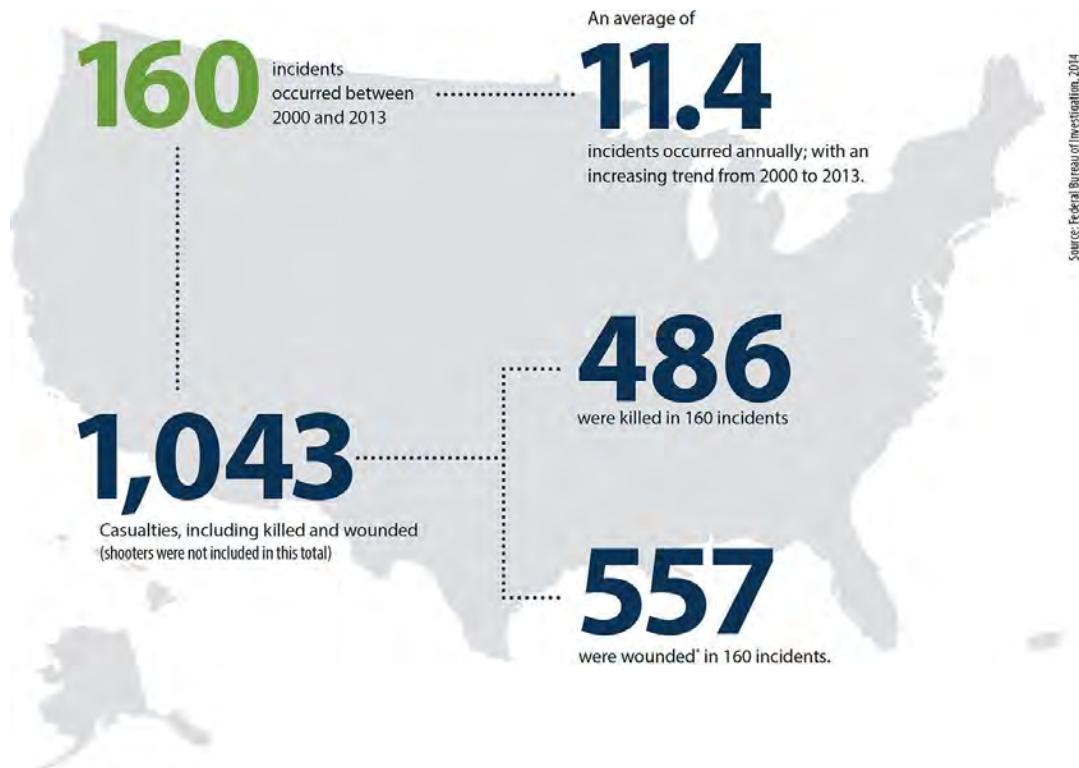 160
incidents
occurred between
2000 and 2013
An average of
11.4
incidents occurred annually; with an
increasing trend from 2000 to 2013.
1,043
Casualties, including killed and wounded
(shooters were not included in this total)
486
were killed in 160 incidents
557
were wounded* in 160 incidents.
Source: Federal Bureau of Investigation, 2014